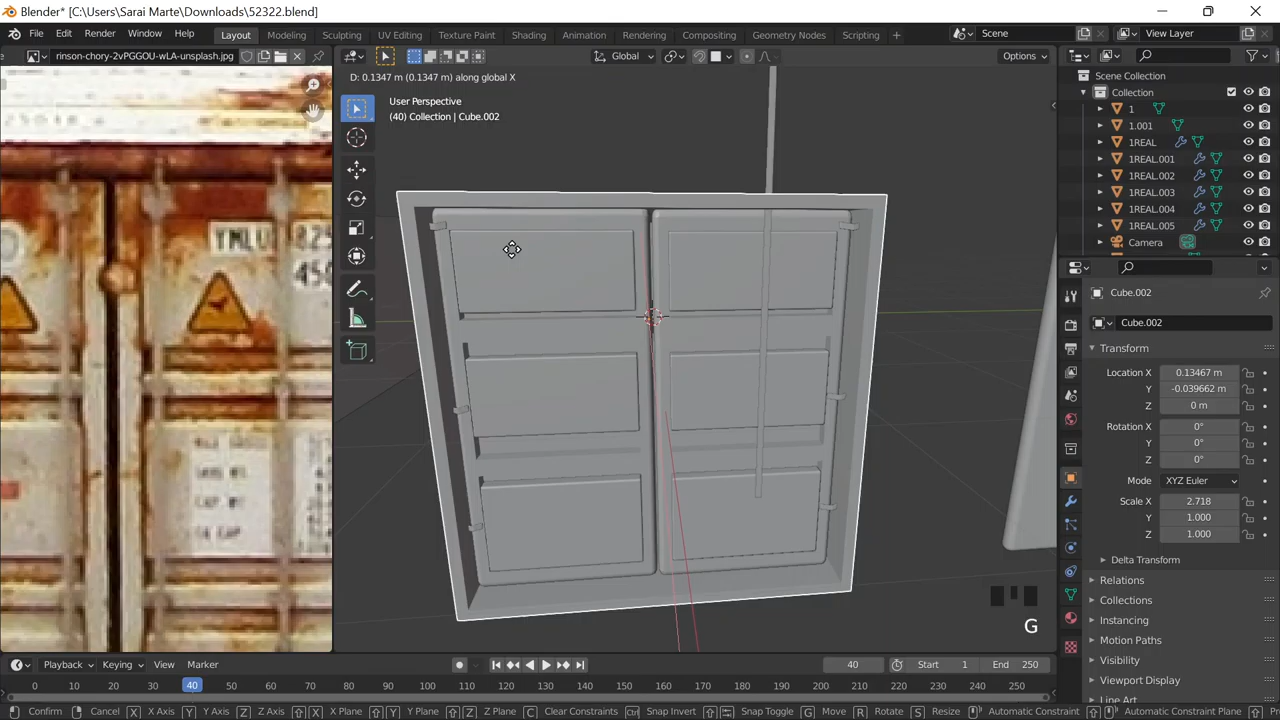 Blender* [C:\Users\Sarai Marte\Downloads\52322.blend]
File Edit Render Window Help Layout Modeling Sculpting UV Editing Texture Paint Shading Animation Rendering Compositing Geometry Nodes Scripting Scene View Layer
rinson-chory-2vPGGOU-wLA-unsplash.jpg Global Options
D: 0.1347 m (0.1347 m) along global X
User Perspective
(40) Collection | Cube.002
Scene Collection
Collection
1
1.001
1REAL
1REAL.001
1REAL.002
1REAL.003
1REAL.004
1REAL.005
Camera
Cube.002
Cube.002
Transform
Location X 0.13467 m
Y -0.039662 m
Z 0 m
Rotation X 0°
Y 0°
Z 0°
Mode XYZ Euler
Scale X 2.718
Y 1.000
Z 1.000
Delta Transform
Relations
Collections
Instancing
Motion Paths
Visibility
Viewport Display
Line Art
G
Playback Keying View Marker 40 Start 1 End 250
0 10 20 30 40 50 60 70 80 90 100 110 120 130 140 150 160 170 180 190 200 210 220 230 240 250
Confirm Cancel X X Axis Y Y Axis Z Z Axis X X Plane Y Y Plane Z Z Plane C Clear Constraints Ctrl Snap Invert Snap Toggle G Move R Rotate S Resize Automatic Constraint Automatic Constraint Plane